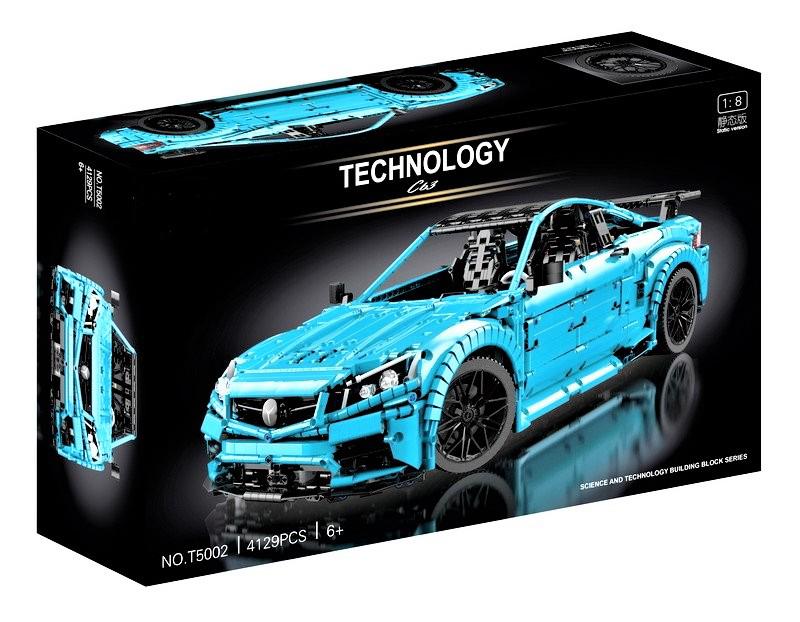 1:8
静态版
Static version
TECHNOLOGY
C63
NO.T5002
4129PCS
6+
NO.T5002 | 4129PCS | 6+
SCIENCE AND TECHNOLOGY BUILDING BLOCK SERIES